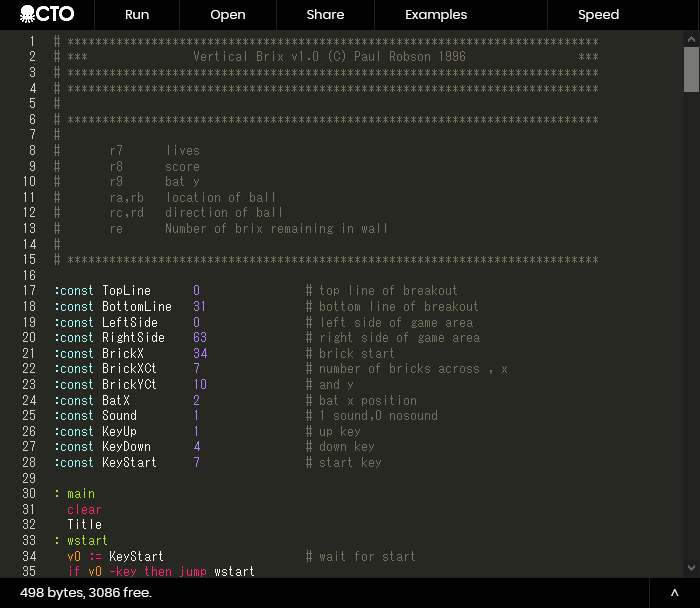 OCTO Run Open Share Examples Speed
1 # ****************************************************************************
2 # *** Vertical Brix v1.0 (C) Paul Robson 1996 ***
3 # ****************************************************************************
4 # ****************************************************************************
5 #
6 # ****************************************************************************
7 #
8 # r7 lives
9 # r8 score
10 # r9 bat y
11 # ra,rb location of ball
12 # rc,rd direction of ball
13 # re Number of brix remaining in wall
14 #
15 # ****************************************************************************
16
17 :const TopLine 0 # top line of breakout
18 :const BottomLine 31 # bottom line of breakout
19 :const LeftSide 0 # left side of game area
20 :const RightSide 63 # right side of game area
21 :const BrickX 34 # brick start
22 :const BrickXCt 7 # number of bricks across , x
23 :const BrickYCt 10 # and y
24 :const BatX 2 # bat x position
25 :const Sound 1 # 1 sound,0 nosound
26 :const KeyUp 1 # up key
27 :const KeyDown 4 # down key
28 :const KeyStart 7 # start key
29
30 : main
31 clear
32 Title
33 : wstart
34 v0 := KeyStart # wait for start
35 if v0 -key then jump wstart
498 bytes, 3086 free.